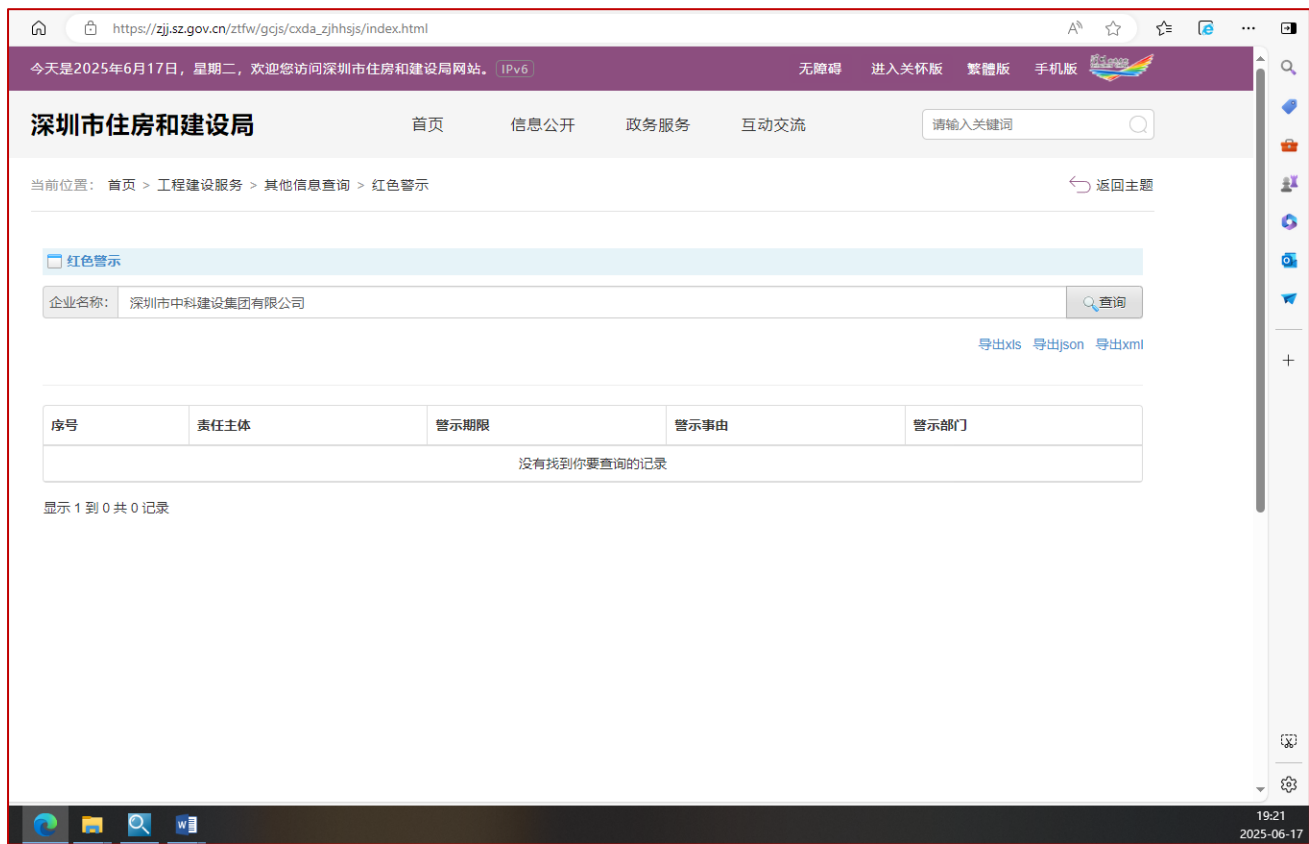 https://zjj.sz.gov.cn/ztfw/gcjs/cxda_zjhhsjs/index.html
今天是2025年6月17日，星期二，欢迎您访问深圳市住房和建设局网站。 IPv6 无障碍 进入关怀版 繁體版 手机版
深圳市住房和建设局 首页 信息公开 政务服务 互动交流 请输入关键词
当前位置： 首页 > 工程建设服务 > 其他信息查询 > 红色警示 返回主题
红色警示
企业名称： 深圳市中科建设集团有限公司 查询
导出xls 导出json 导出xml
序号 责任主体 警示期限 警示事由 警示部门
没有找到你要查询的记录
显示 1 到 0 共 0 记录
19:21
2025-06-17